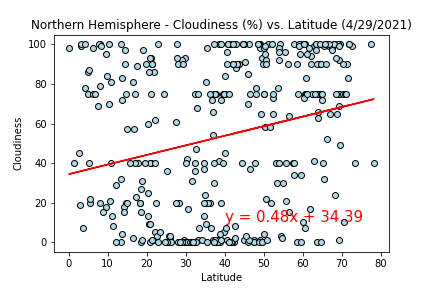 Northern Hemisphere - Cloudiness (%) vs. Latitude (4/29/2021)
100
80
60
40
20
0
Cloudiness
y = 0.48x + 34.39
0 10 20 30 40 50 60 70 80
Latitude